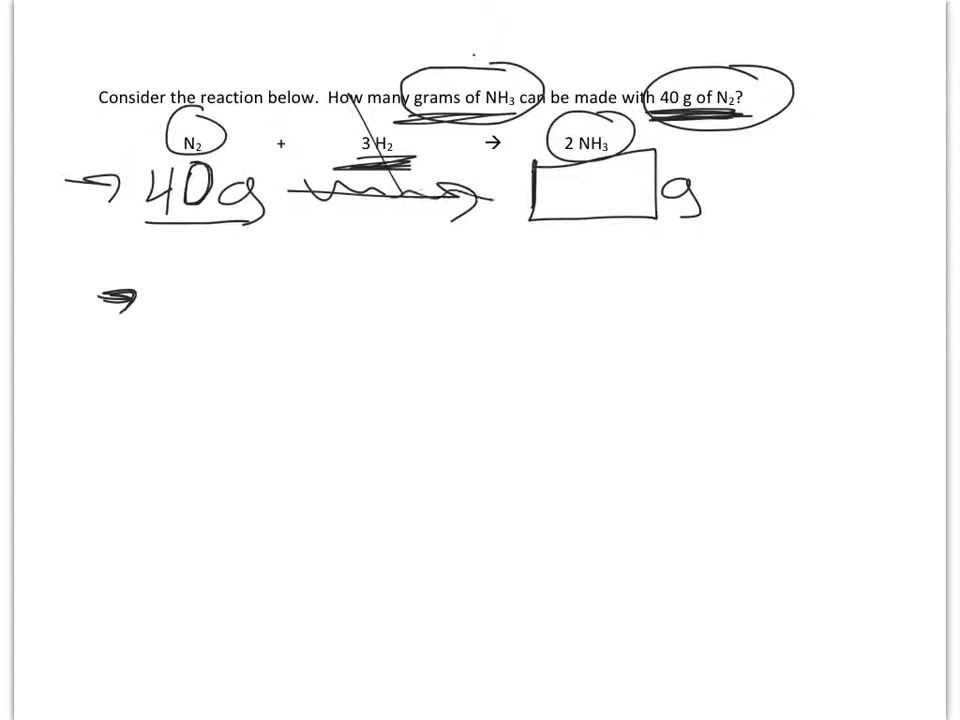 Consider the reaction below. How many grams of NH₃ can be made with 40 g of N₂?
N₂ + 3 H₂ → 2 NH₃
→ 40g → g